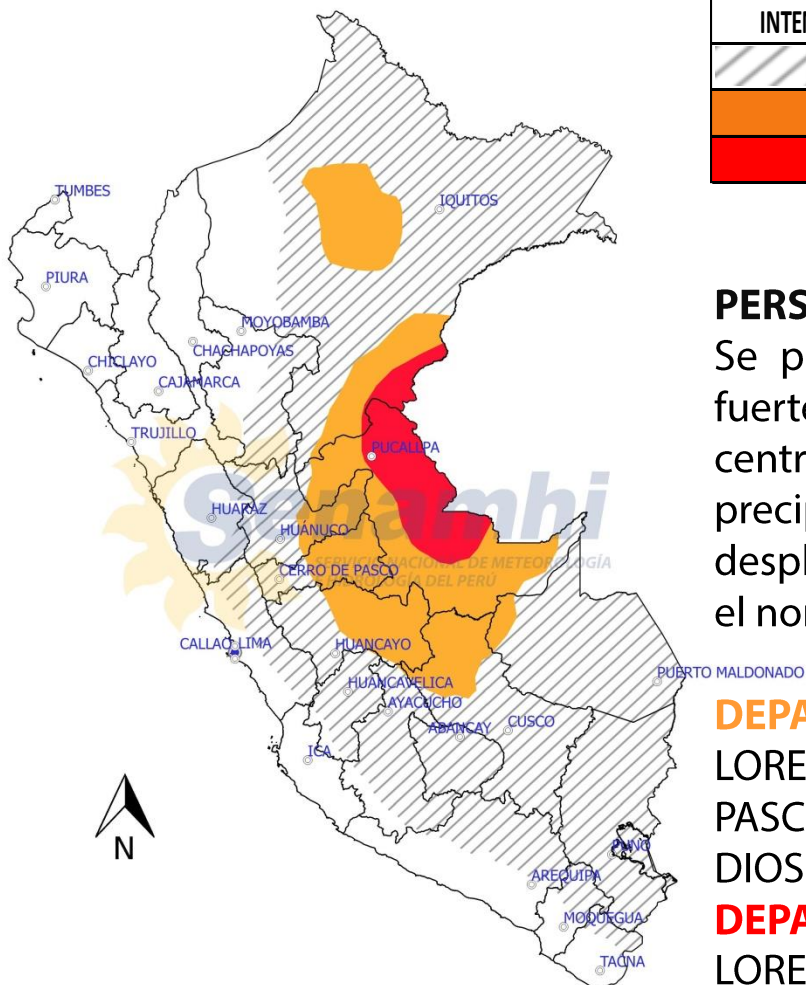 INTE
TUMBES
IQUITOS
PIURA
MOYOBAMBA
CHACHAPOYAS
CHICLAYO
CAJAMARCA
TRUJILLO
PUCALLPA
Senamhi
HUARAZ
HUÁNUCO
SERVICIO NACIONAL DE METEOROLOGÍA
E HIDROLOGÍA DEL PERÚ
CERRO DE PASCO
CALLAO LIMA
HUANCAYO
PUERTO MALDONADO
HUANCAVELICA
AYACUCHO
ABANCAY
CUSCO
ICA
N
PUNO
AREQUIPA
MOQUEGUA
TACNA
PERS
Se p
fuerte
centr
precip
despl
el nor
DEPA
LORE
PASC
DIOS
DEPA
LORE